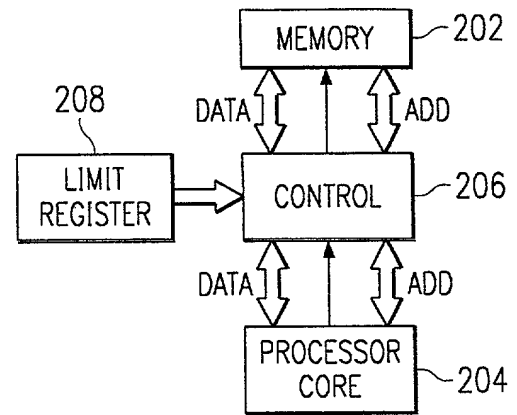 MEMORY
202
DATA
ADD
208
LIMIT
REGISTER
CONTROL
206
DATA
ADD
PROCESSOR
CORE
204